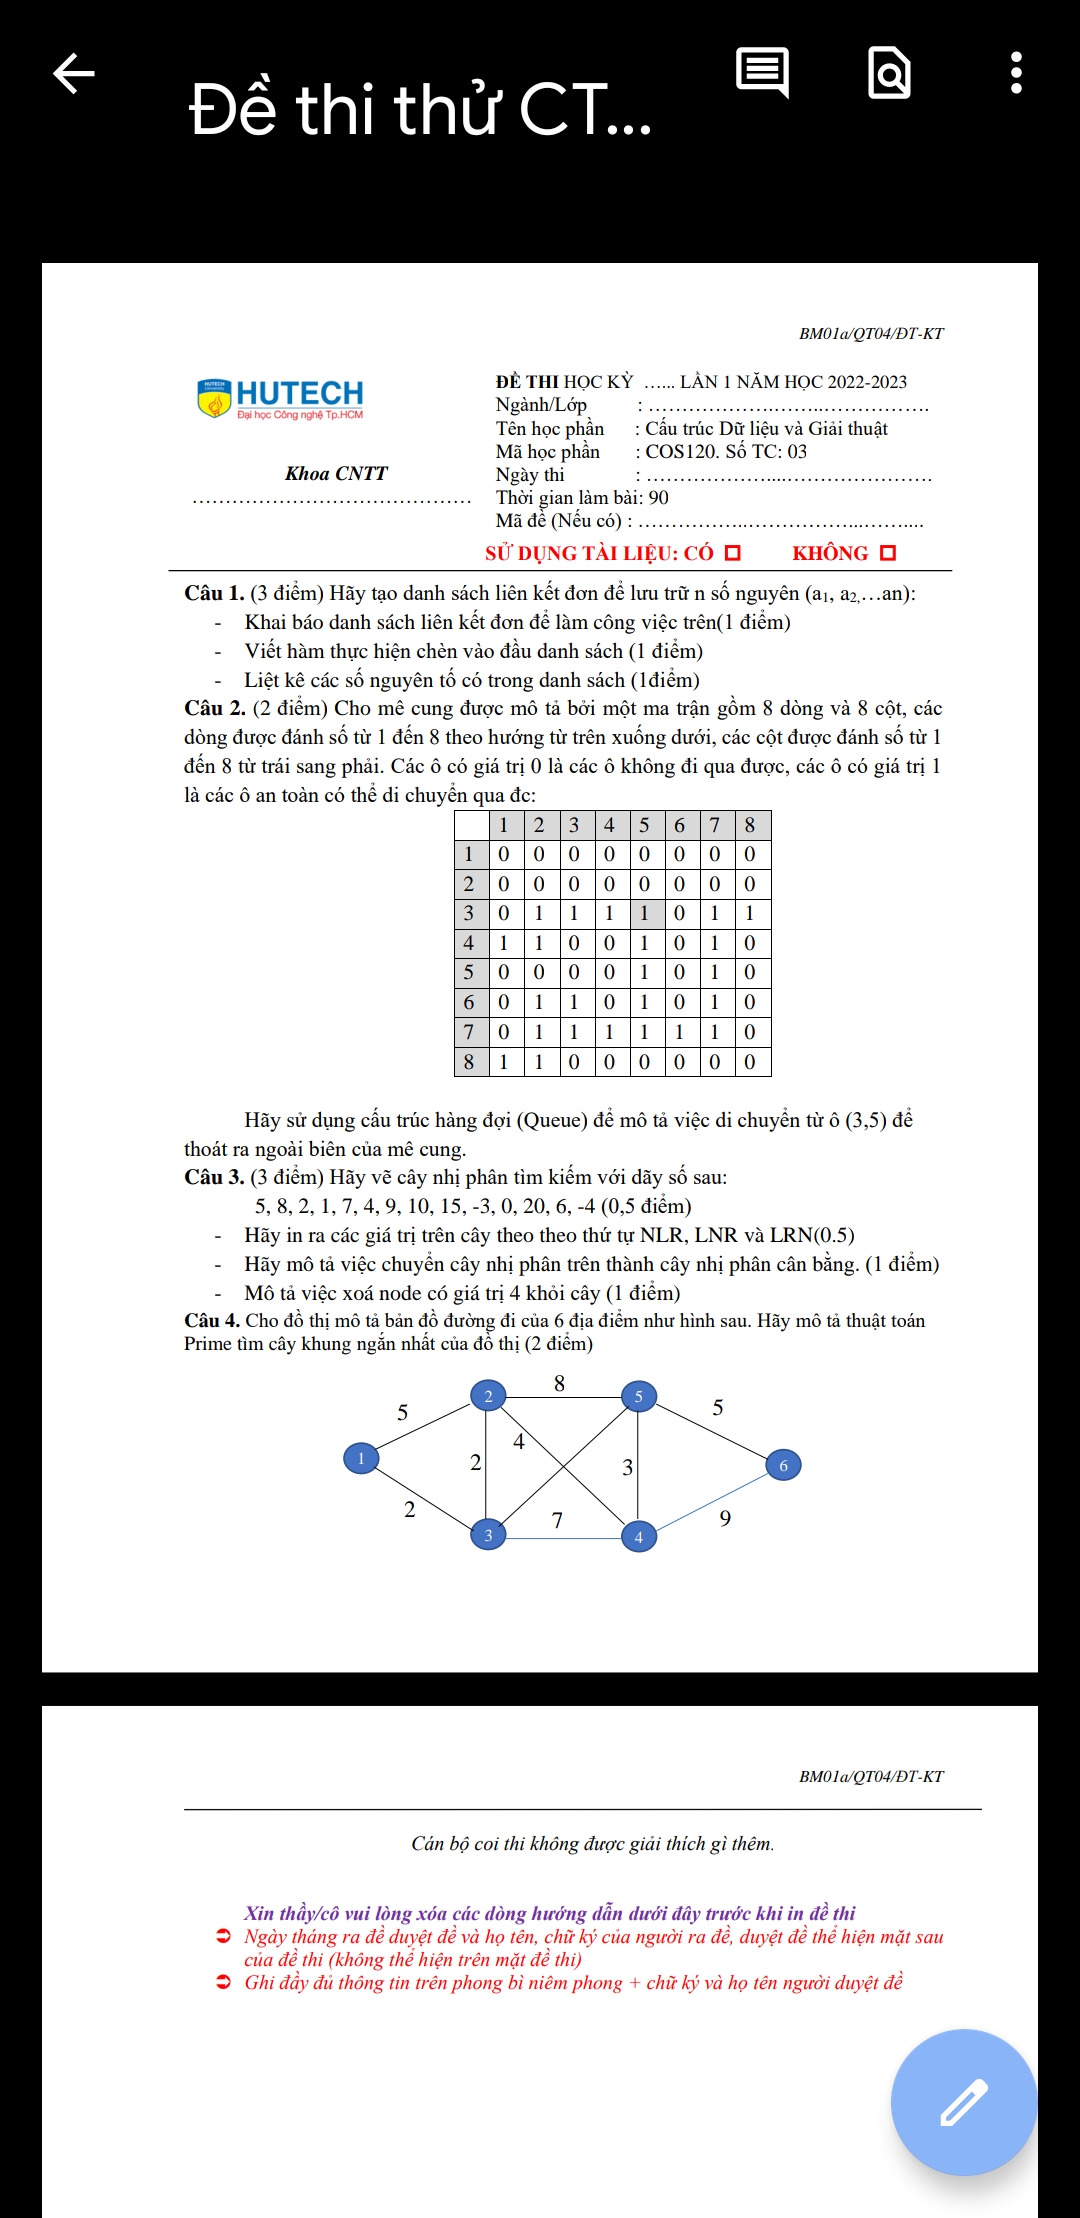 Đề thi thử CT...
BM01a/QT04/ĐT-KT
HUTECH
Đại học Công nghệ Tp.HCM
Khoa CNTT
ĐỀ THI HỌC KỲ ...... LẦN 1 NĂM HỌC 2022-2023
Ngành/Lớp : ..........................................
Tên học phần : Cấu trúc Dữ liệu và Giải thuật
Mã học phần : COS120. Số TC: 03
Ngày thi : ..........................................
Thời gian làm bài: 90
Mã đề (Nếu có) : ..........................................
SỬ DỤNG TÀI LIỆU: CÓ □ KHÔNG □
Câu 1. (3 điểm) Hãy tạo danh sách liên kết đơn để lưu trữ n số nguyên (a1, a2,…an):
- Khai báo danh sách liên kết đơn để làm công việc trên(1 điểm)
- Viết hàm thực hiện chèn vào đầu danh sách (1 điểm)
- Liệt kê các số nguyên tố có trong danh sách (1điểm)
Câu 2. (2 điểm) Cho mê cung được mô tả bởi một ma trận gồm 8 dòng và 8 cột, các
dòng được đánh số từ 1 đến 8 theo hướng từ trên xuống dưới, các cột được đánh số từ 1
đến 8 từ trái sang phải. Các ô có giá trị 0 là các ô không đi qua được, các ô có giá trị 1
là các ô an toàn có thể di chuyển qua đc:
1 2 3 4 5 6 7 8
1 0 0 0 0 0 0 0 0
2 0 0 0 0 0 0 0 0
3 0 1 1 1 1 0 1 1
4 1 1 0 0 1 0 1 0
5 0 0 0 0 1 0 1 0
6 0 1 1 0 1 0 1 0
7 0 1 1 1 1 1 1 0
8 1 1 0 0 0 0 0 0
Hãy sử dụng cấu trúc hàng đợi (Queue) để mô tả việc di chuyển từ ô (3,5) để
thoát ra ngoài biên của mê cung.
Câu 3. (3 điểm) Hãy vẽ cây nhị phân tìm kiếm với dãy số sau:
5, 8, 2, 1, 7, 4, 9, 10, 15, -3, 0, 20, 6, -4 (0,5 điểm)
- Hãy in ra các giá trị trên cây theo theo thứ tự NLR, LNR và LRN(0.5)
- Hãy mô tả việc chuyển cây nhị phân trên thành cây nhị phân cân bằng. (1 điểm)
- Mô tả việc xoá node có giá trị 4 khỏi cây (1 điểm)
Câu 4. Cho đồ thị mô tả bản đồ đường đi của 6 địa điểm như hình sau. Hãy mô tả thuật toán
Prime tìm cây khung ngắn nhất của đồ thị (2 điểm)
8
2 5
5 5
4
1 2 3 6
2 7 9
3 4
BM01a/QT04/ĐT-KT
Cán bộ coi thi không được giải thích gì thêm.
Xin thầy/cô vui lòng xóa các dòng hướng dẫn dưới đây trước khi in đề thi
➲ Ngày tháng ra đề duyệt đề và họ tên, chữ ký của người ra đề, duyệt đề thể hiện mặt sau
của đề thi (không thể hiện trên mặt đề thi)
➲ Ghi đầy đủ thông tin trên phong bì niêm phong + chữ ký và họ tên người duyệt đề